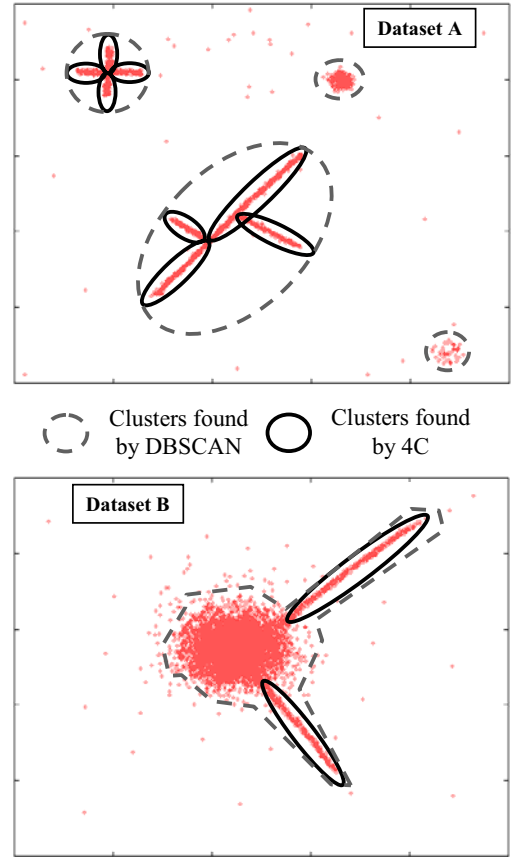 Dataset A
Clusters found
by DBSCAN
Clusters found
by 4C
Dataset B